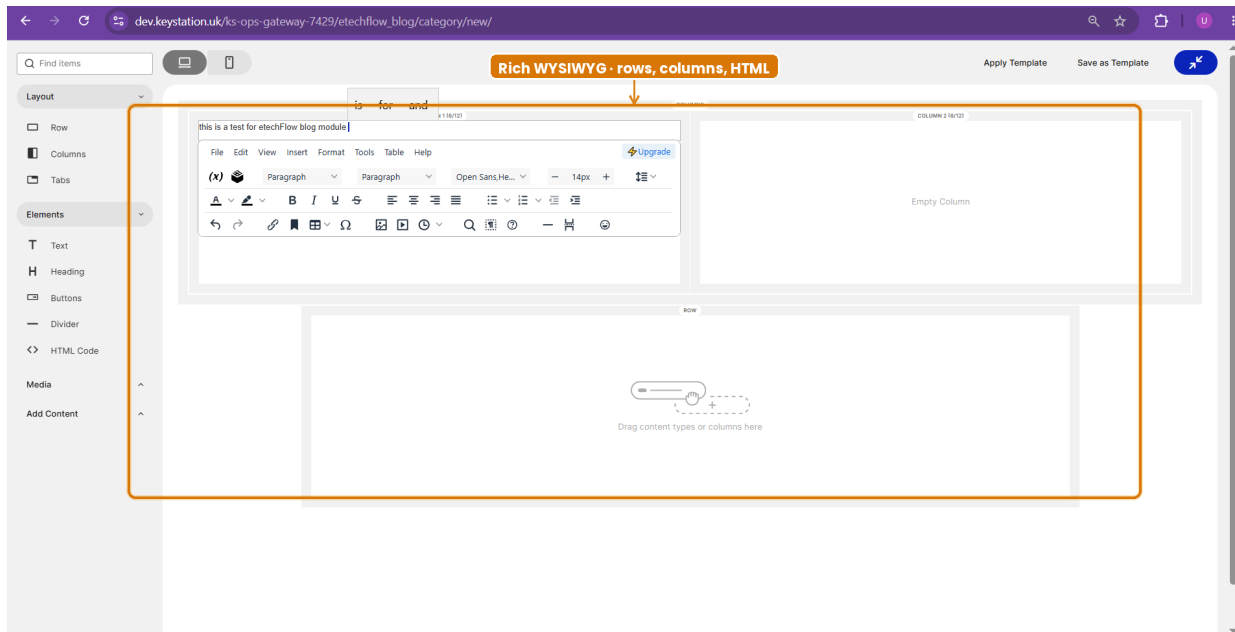 dev.keystation.uk/ks-ops-gateway-7429/etechflow_blog/category/new/
U
Find items
Apply Template
Save as Template
Rich WYSIWYG · rows, columns, HTML
Layout
Row
Columns
Tabs
Elements
Text
Heading
Buttons
Divider
HTML Code
Media
Add Content
is for and
N 1 (6/12)
COLUMN 2 (6/12)
this is a test for etechFlow blog module
File Edit View Insert Format Tools Table Help
Upgrade
(x) Paragraph Paragraph Open Sans,He... 14px
Empty Column
ROW
Drag content types or columns here